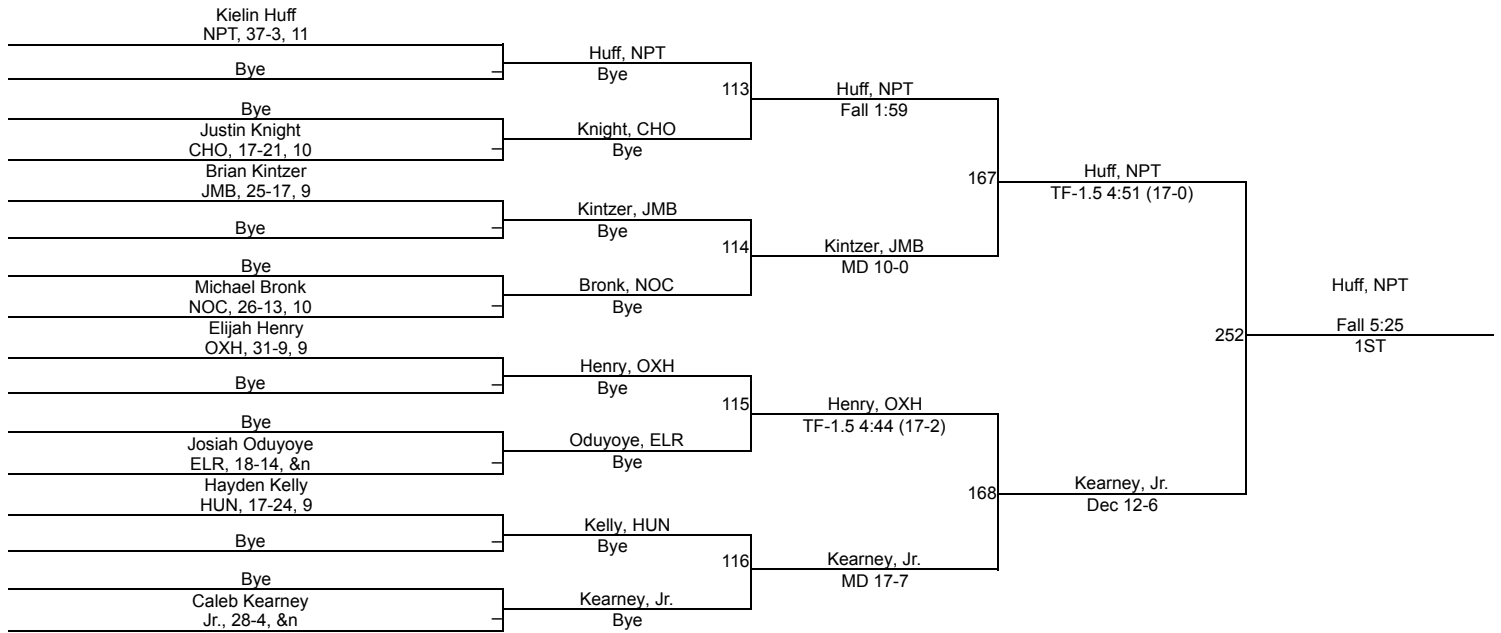 Kielin Huff
NPT, 37-3, 11
Bye
Bye
Justin Knight
CHO, 17-21, 10
Brian Kintzer
JMB, 25-17, 9
Bye
Bye
Michael Bronk
NOC, 26-13, 10
Elijah Henry
OXH, 31-9, 9
Bye
Bye
Josiah Oduyoye
ELR, 18-14, &n
Hayden Kelly
HUN, 17-24, 9
Bye
Bye
Caleb Kearney
Jr., 28-4, &n
Huff, NPT
Bye
Knight, CHO
Bye
Kintzer, JMB
Bye
Bronk, NOC
Bye
Henry, OXH
Bye
Oduyoye, ELR
Bye
Kelly, HUN
Bye
Kearney, Jr.
Bye
113
114
115
116
Huff, NPT
Fall 1:59
Kintzer, JMB
MD 10-0
Henry, OXH
TF-1.5 4:44 (17-2)
Kearney, Jr.
MD 17-7
167
168
Huff, NPT
TF-1.5 4:51 (17-0)
Kearney, Jr.
Dec 12-6
252
Huff, NPT
Fall 5:25
1ST